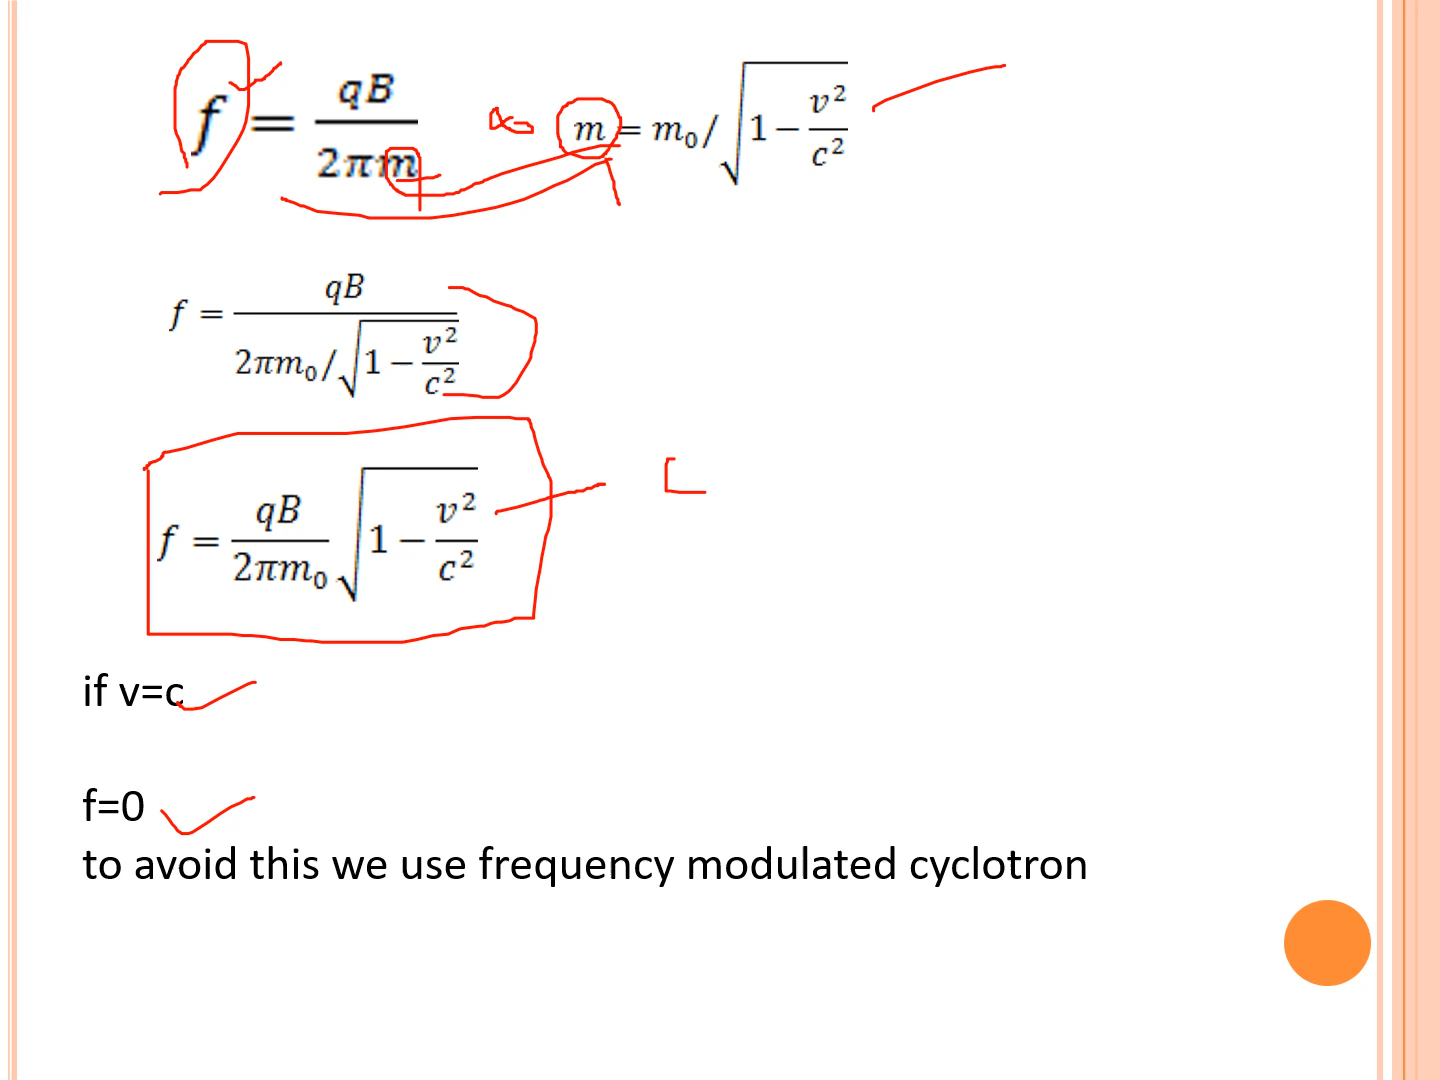 f = qB / 2πm    m = m₀/√(1 − v²/c²)
f = qB / (2πm₀/√(1 − v²/c²))
f = qB/2πm₀ √(1 − v²/c²)
if v=c
f=0
to avoid this we use frequency modulated cyclotron